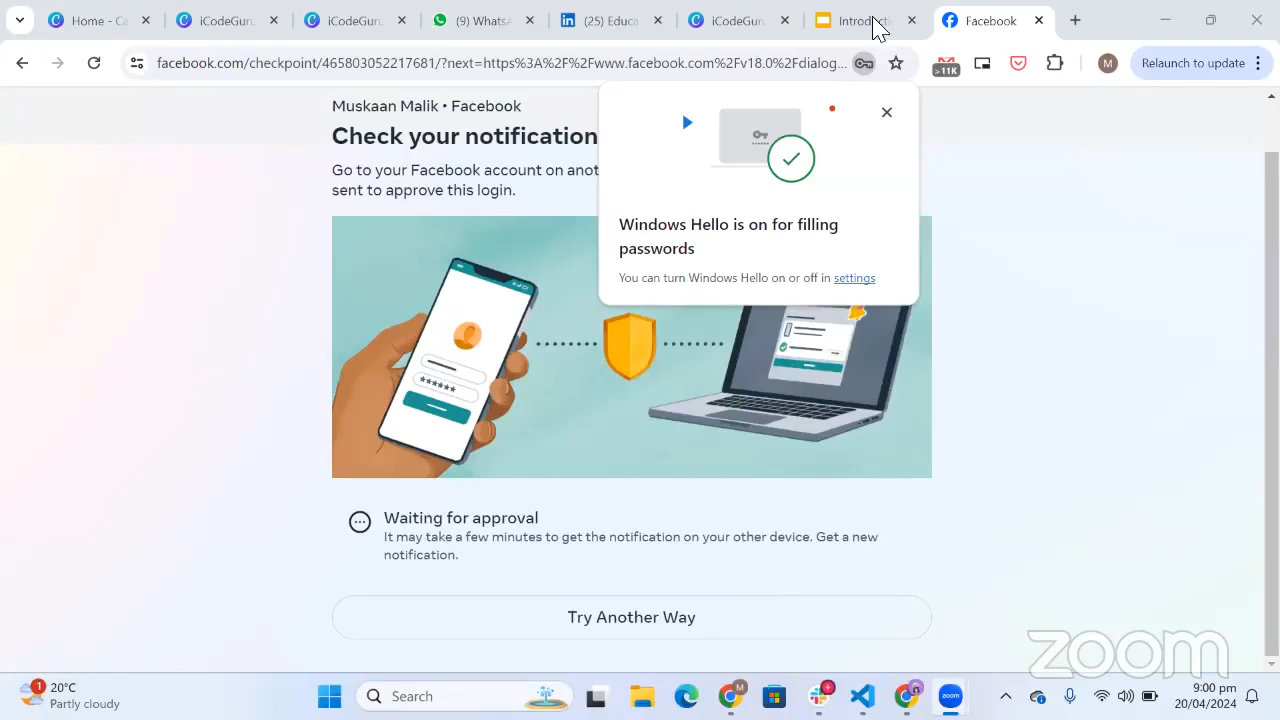 Home -
iCodeGur
iCodeGur
(9) Whats
(25) Educ
iCodeGur
Introduct
Facebook
facebook.com/checkpoint/465803052217681/?next=https%3A%2F%2Fwww.facebook.com%2Fv18.0%2Fdialog...
>11K
M
Relaunch to update
Muskaan Malik • Facebook
Check your notification
Go to your Facebook account on anot
sent to approve this login.
Windows Hello is on for filling
passwords
You can turn Windows Hello on or off in settings
Waiting for approval
It may take a few minutes to get the notification on your other device. Get a new
notification.
Try Another Way
zoom
1
20°C
Partly cloudy
Search
M
zoom
9:00 pm
20/04/2024